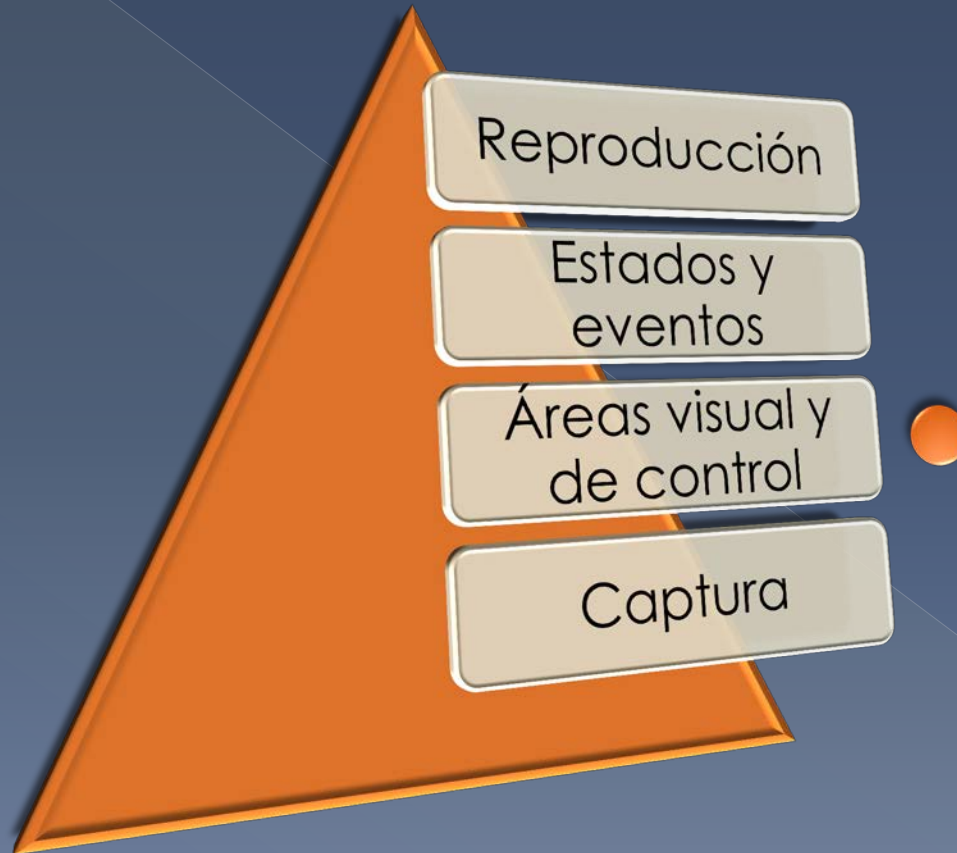 Reproducción
Estados y
eventos
Áreas visual y
de control
Captura